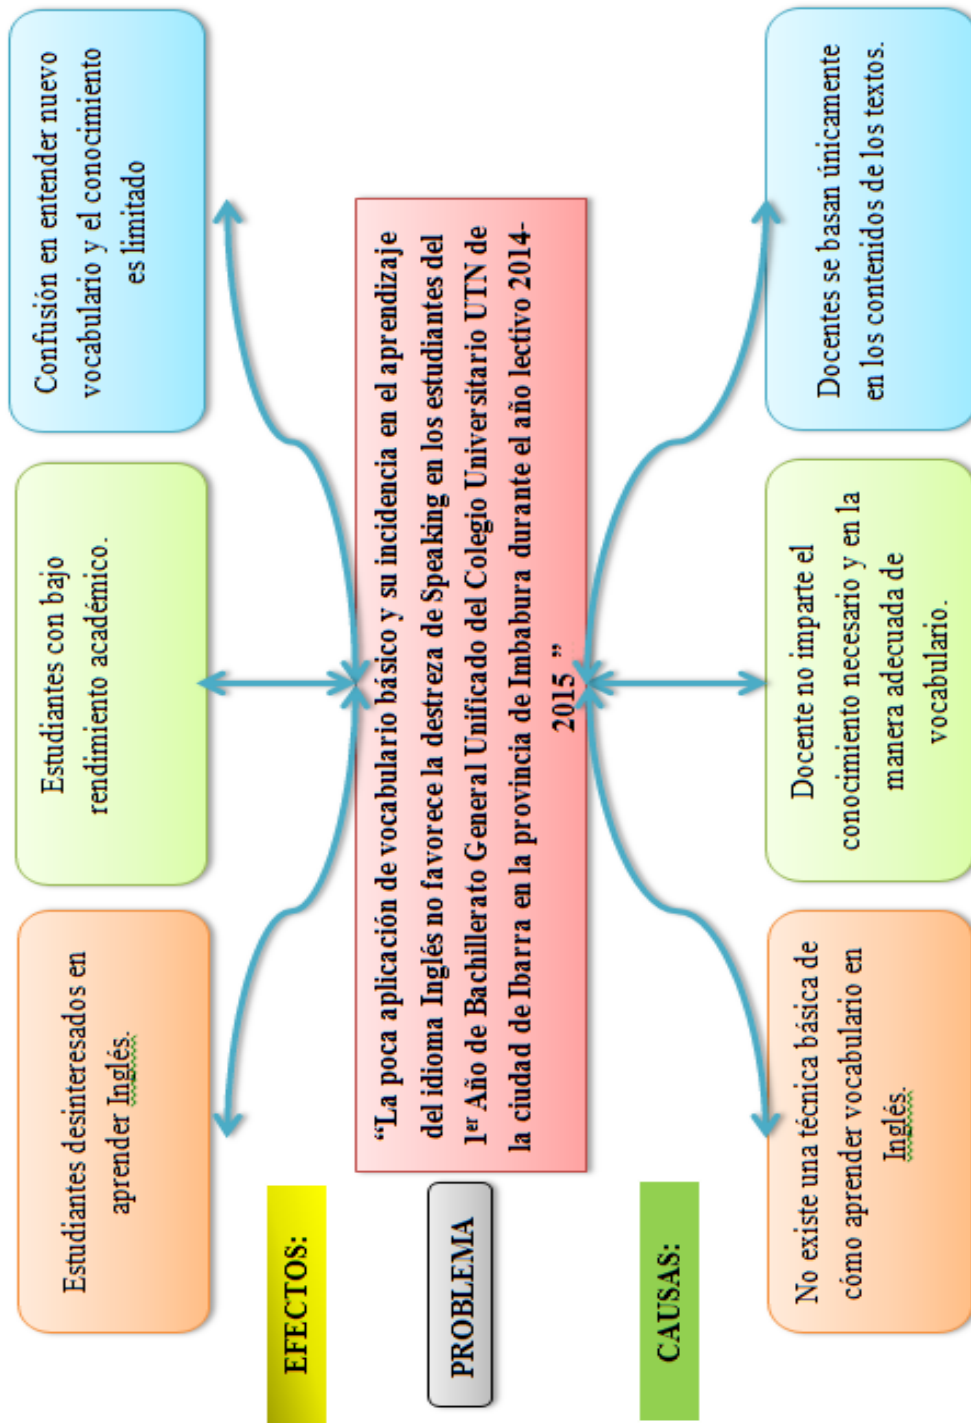 Estudiantes desinteresados en
aprender Inglés.
Estudiantes con bajo
rendimiento académico.
Confusión en entender nuevo
vocabulario y el conocimiento
es limitado
EFECTOS:
PROBLEMA
“La poca aplicación de vocabulario básico y su incidencia en el aprendizaje
del idioma Inglés no favorece la destreza de Speaking en los estudiantes del
1er Año de Bachillerato General Unificado del Colegio Universitario UTN de
la ciudad de Ibarra en la provincia de Imbabura durante el año lectivo 2014-
2015 ”
CAUSAS:
No existe una técnica básica de
cómo aprender vocabulario en
Inglés.
Docente no imparte el
conocimiento necesario y en la
manera adecuada de
vocabulario.
Docentes se basan únicamente
en los contenidos de los textos.